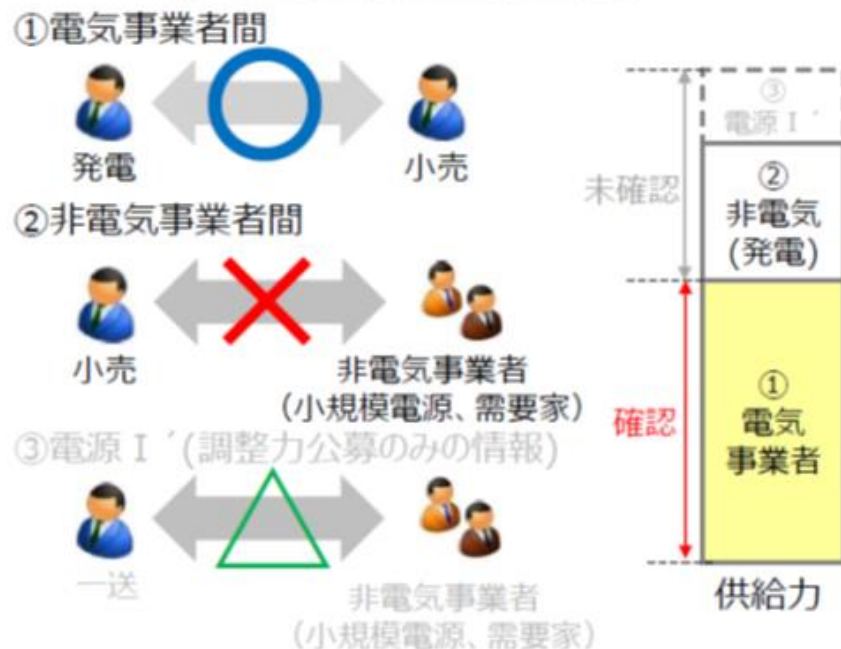 ①電気事業者間
発電
小売
②非電気事業者間
小売
非電気事業者
(小規模電源、需要家)
③電源Ⅰ´(調整力公募のみの情報)
一送
非電気事業者
(小規模電源、需要家)
未確認
確認
③
電源Ⅰ´
②
非電気
(発電)
①
電気
事業者
供給力